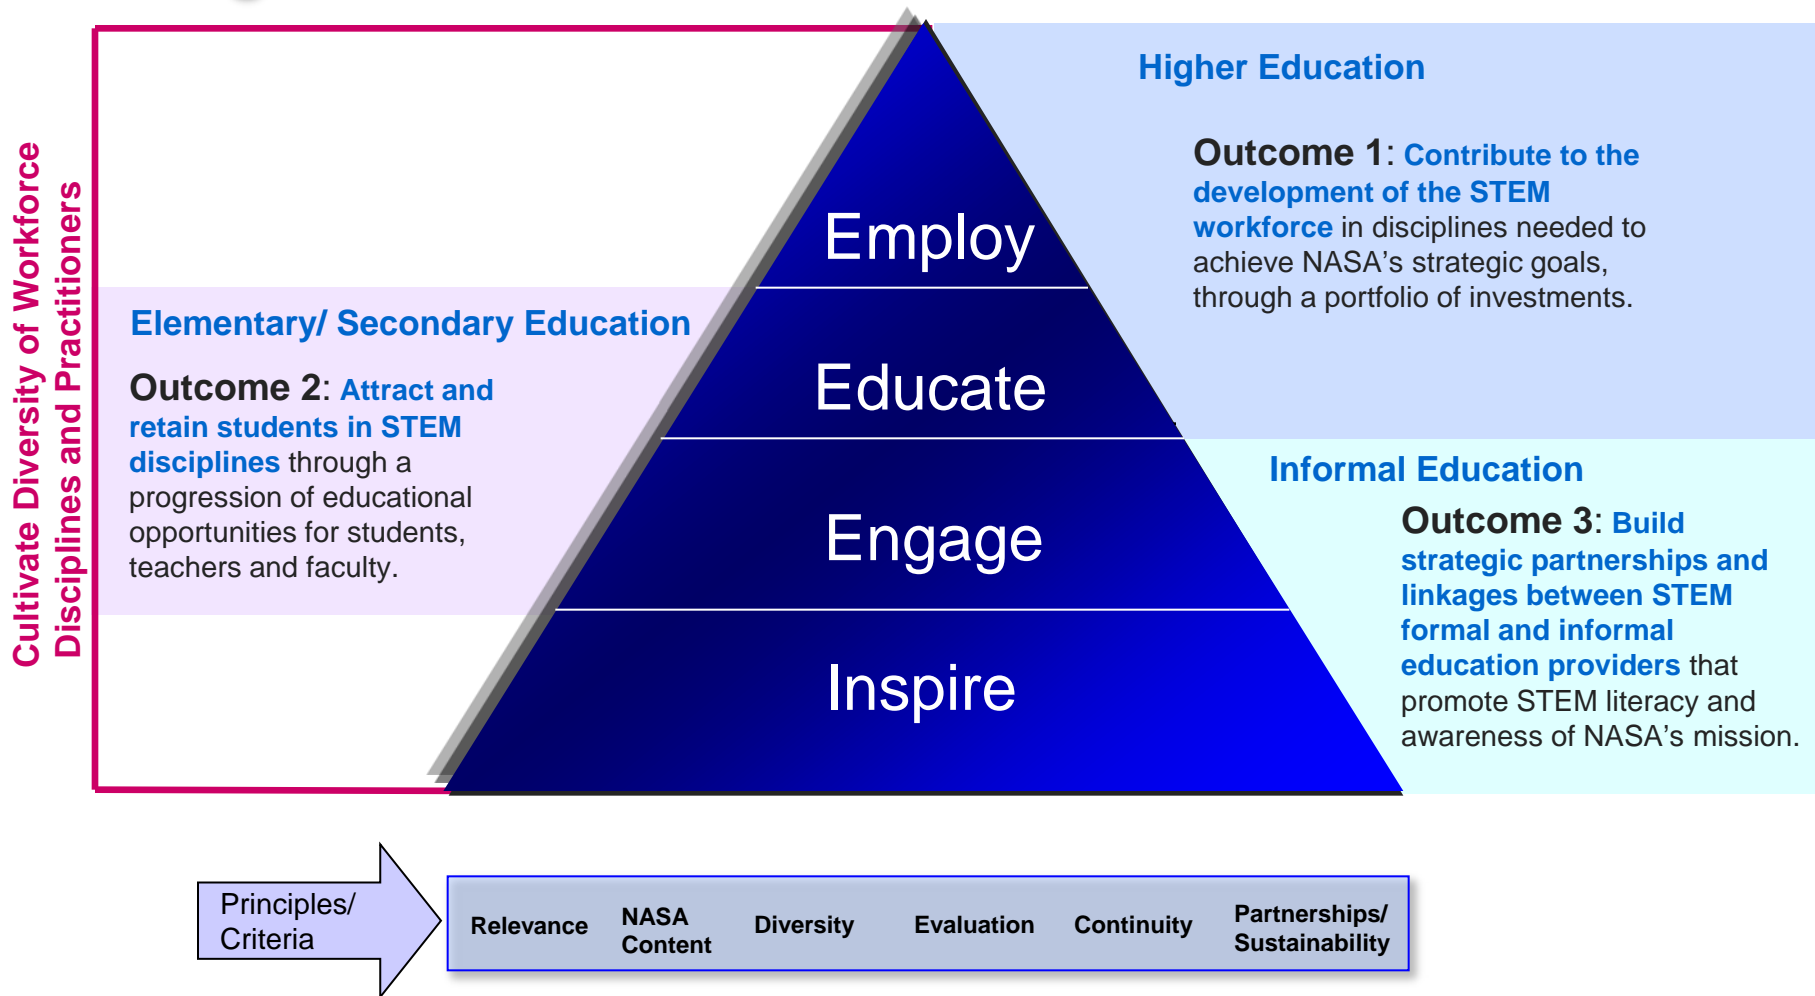 Cultivate Diversity of Workforce
Disciplines and Practitioners
Higher Education
Outcome 1: Contribute to the
development of the STEM
workforce in disciplines needed to
achieve NASA’s strategic goals,
through a portfolio of investments.
Employ
Elementary/ Secondary Education
Outcome 2: Attract and
retain students in STEM
disciplines through a
progression of educational
opportunities for students,
teachers and faculty.
Educate
Informal Education
Outcome 3: Build
strategic partnerships and
linkages between STEM
formal and informal
education providers that
promote STEM literacy and
awareness of NASA’s mission.
Engage
Inspire
Principles/
Criteria
Relevance
NASA
Content
Diversity
Evaluation
Continuity
Partnerships/
Sustainability